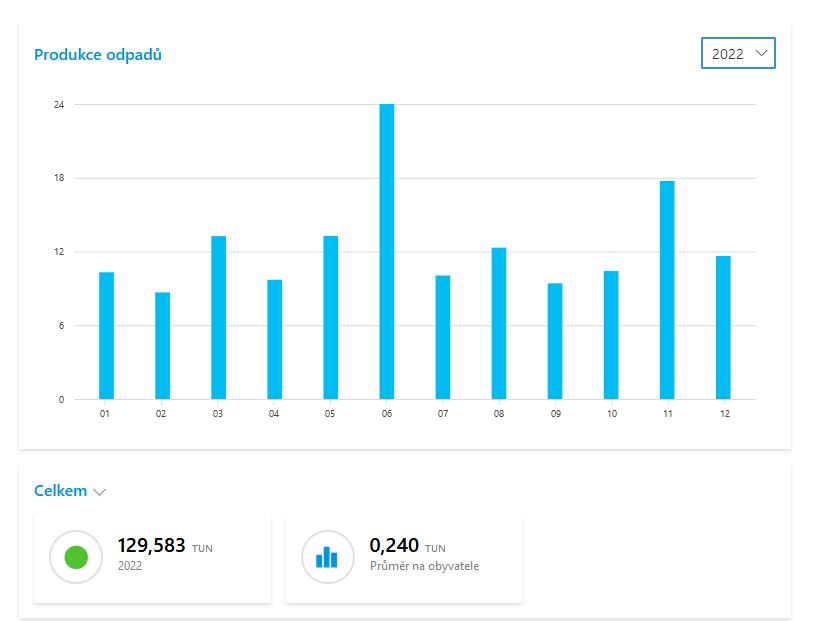 Produkce odpadů
2022
24
18
12
6
0
01 02 03 04 05 06 07 08 09 10 11 12
Celkem
129,583 TUN
2022
0,240 TUN
Průměr na obyvatele